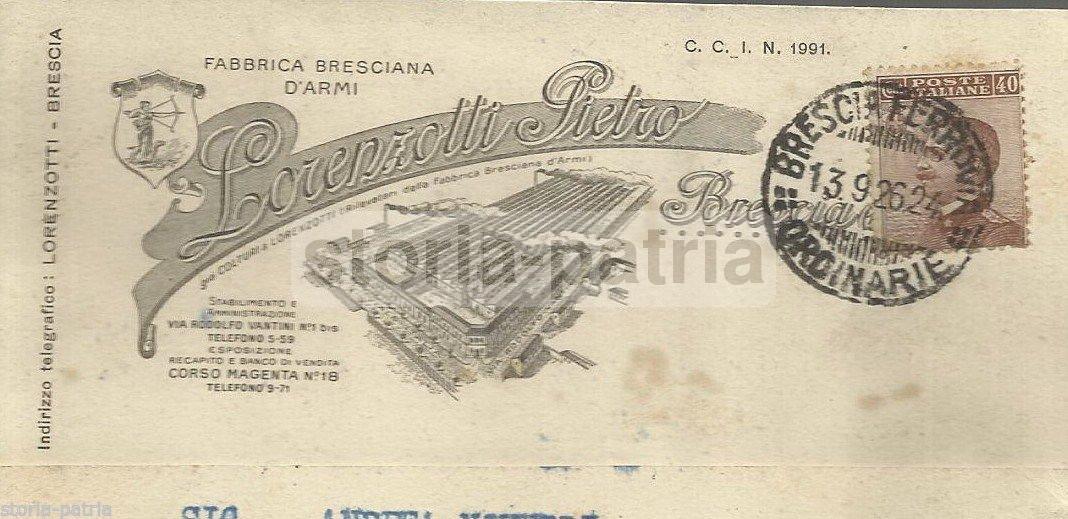 C. C. I. N. 1991.
Indirizzo telegrafico: LORENZOTTI - BRESCIA
FABBRICA BRESCIANA
D'ARMI
Lorenzotti Pietro
già COLTURI & LORENZOTTI (Rilevatari della Fabbrica Bresciana d'Armi)
Brescia
STABILIMENTO E
AMMINISTRAZIONE
VIA RODOLFO VANTINI N.º 1 bis
TELEFONO 5-59
ESPOSIZIONE
RECAPITO E BANCO DI VENDITA
CORSO MAGENTA N.º 18
TELEFONO 9-71
POSTE
ITALIANE 40
BRESCIA FERROVIA
13.9.26.24
ORDINARIE
storia-patria
storia-patria
SIG.